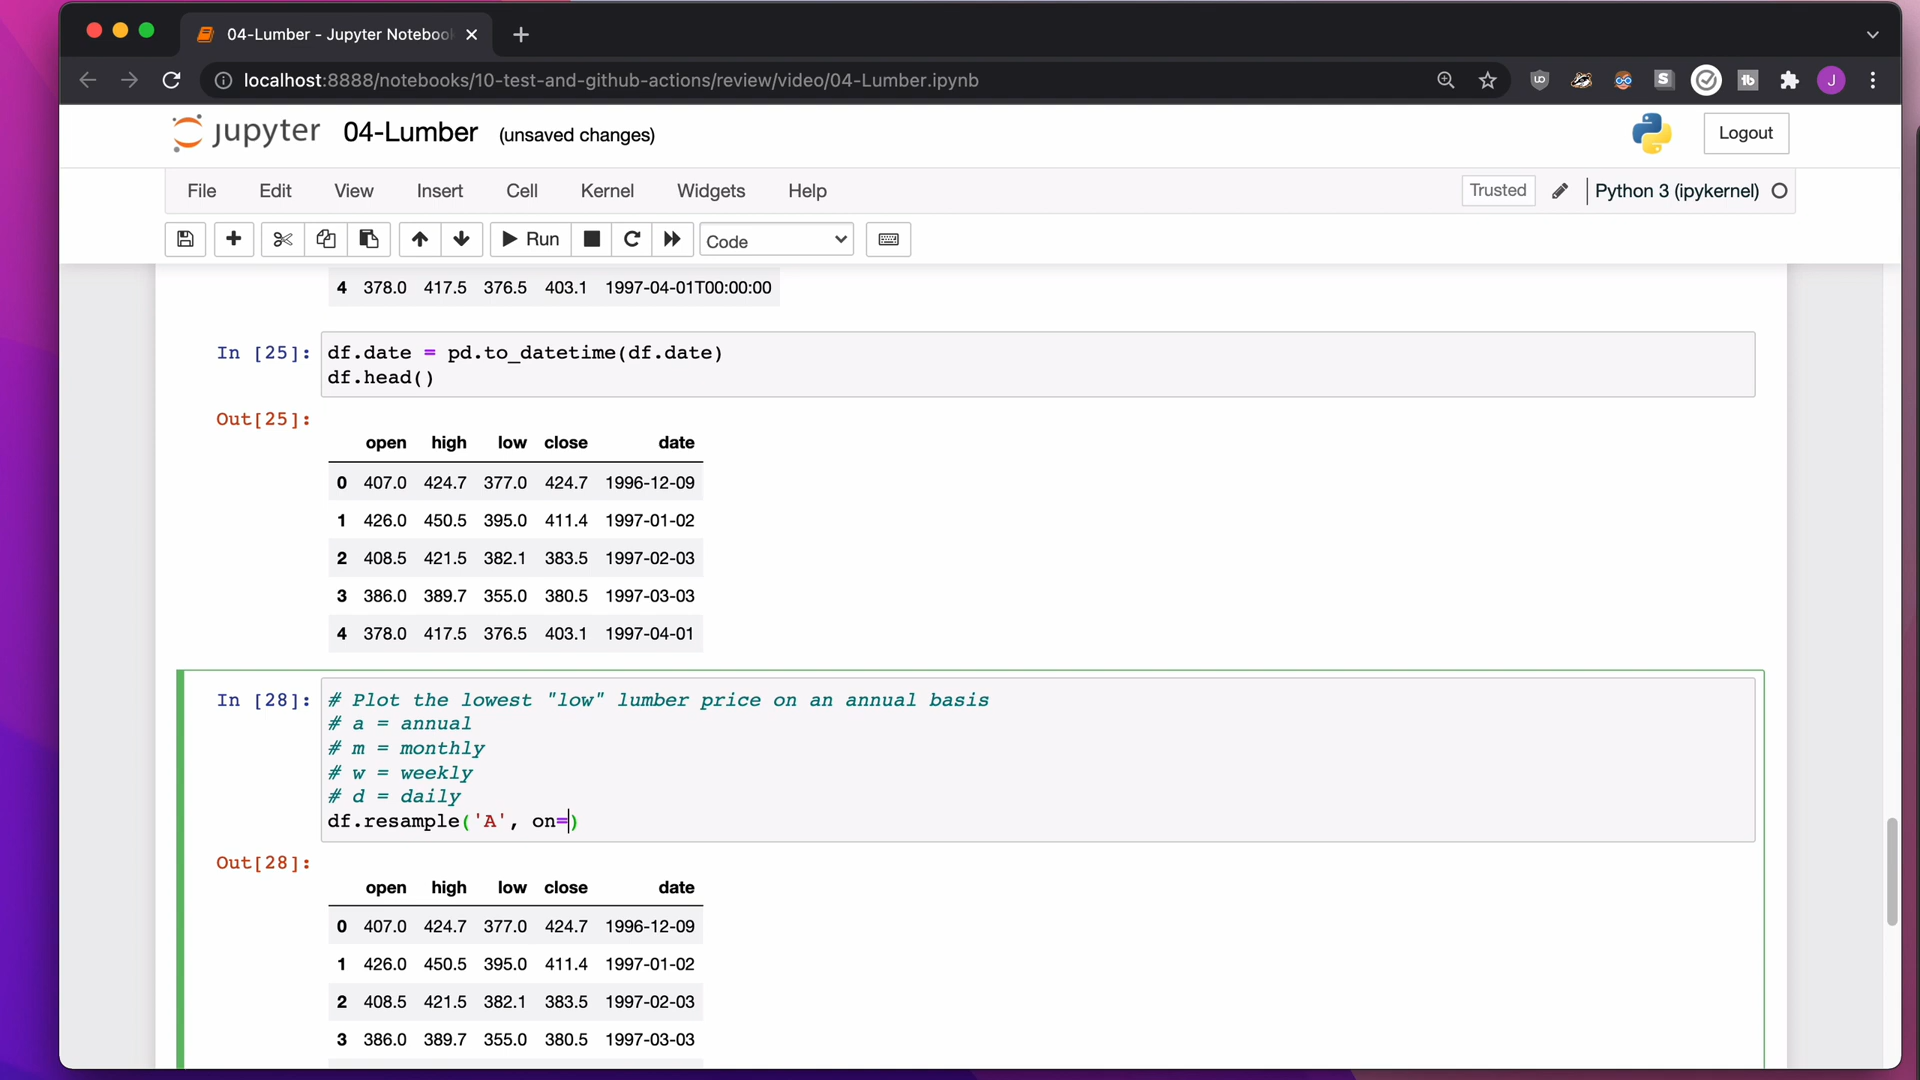 04-Lumber - Jupyter Noteboo
localhost:8888/notebooks/10-test-and-github-actions/review/video/04-Lumber.ipynb
jupyter 04-Lumber (unsaved changes)
Logout
File Edit View Insert Cell Kernel Widgets Help
Trusted
Python 3 (ipykernel)
Run
Code
4 378.0 417.5 376.5 403.1 1997-04-01T00:00:00
In [25]: df.date = pd.to_datetime(df.date)
df.head()
Out[25]:
open high low close date
0 407.0 424.7 377.0 424.7 1996-12-09
1 426.0 450.5 395.0 411.4 1997-01-02
2 408.5 421.5 382.1 383.5 1997-02-03
3 386.0 389.7 355.0 380.5 1997-03-03
4 378.0 417.5 376.5 403.1 1997-04-01
In [28]: # Plot the lowest "low" lumber price on an annual basis
# a = annual
# m = monthly
# w = weekly
# d = daily
df.resample('A', on=)
Out[28]:
open high low close date
0 407.0 424.7 377.0 424.7 1996-12-09
1 426.0 450.5 395.0 411.4 1997-01-02
2 408.5 421.5 382.1 383.5 1997-02-03
3 386.0 389.7 355.0 380.5 1997-03-03